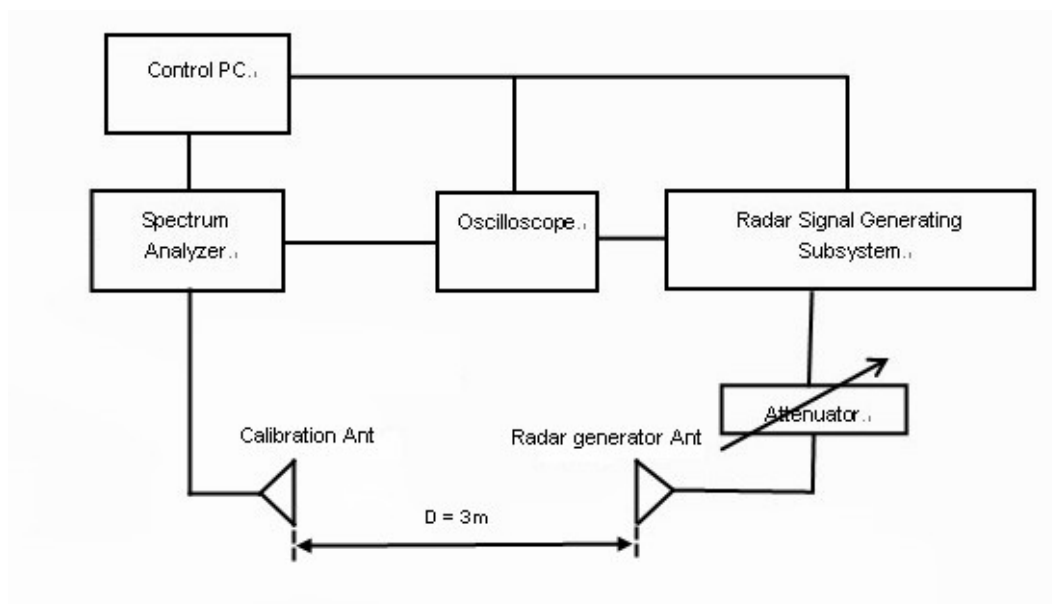 Control PC.
Spectrum
Analyzer.
Oscilloscope.
Radar Signal Generating
Subsystem.
Attenuator.
Calibration Ant
Radar generator Ant
D = 3m